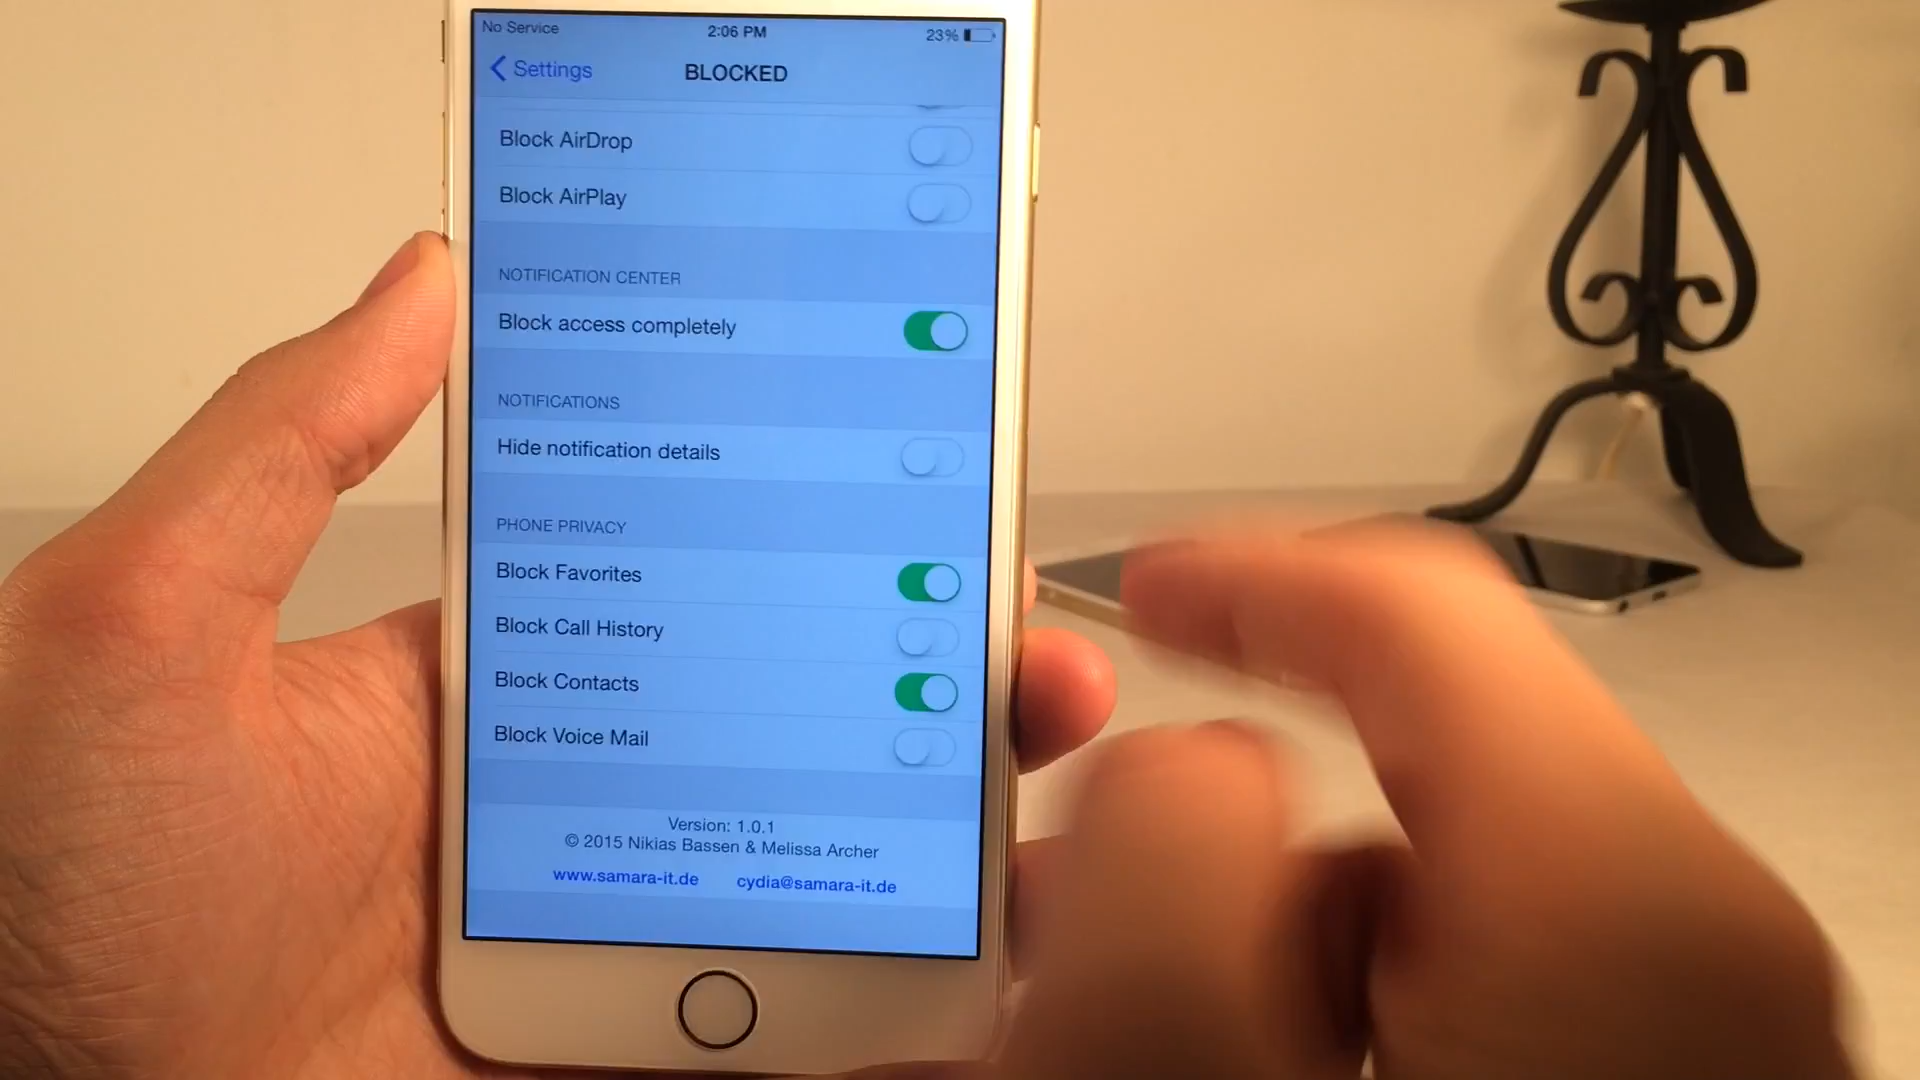 No Service 2:06 PM 23%
Settings BLOCKED
Block AirDrop
Block AirPlay
NOTIFICATION CENTER
Block access completely
NOTIFICATIONS
Hide notification details
PHONE PRIVACY
Block Favorites
Block Call History
Block Contacts
Block Voice Mail
Version: 1.0.1
© 2015 Nikias Bassen & Melissa Archer
www.samara-it.de cydia@samara-it.de